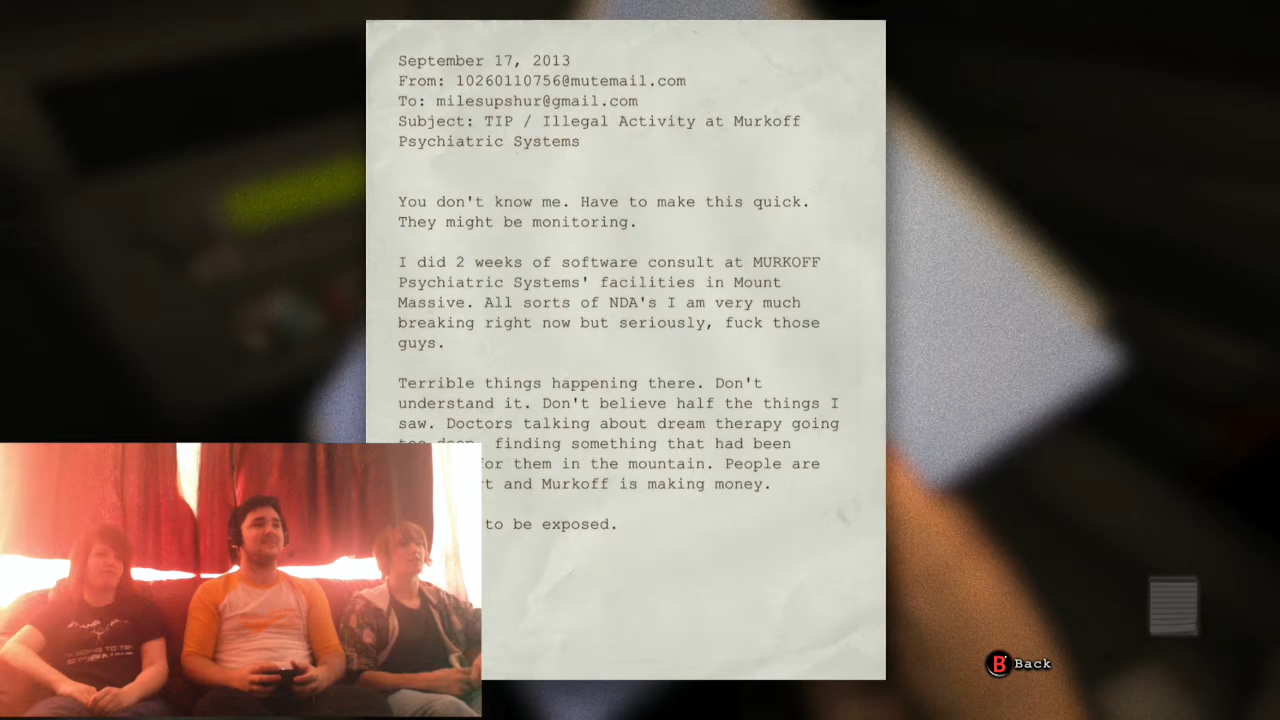 September 17, 2013
From: 10260110756@mutemail.com
To: milesupshur@gmail.com
Subject: TIP / Illegal Activity at Murkoff
Psychiatric Systems
You don't know me. Have to make this quick.
They might be monitoring.
I did 2 weeks of software consult at MURKOFF
Psychiatric Systems' facilities in Mount
Massive. All sorts of NDA's I am very much
breaking right now but seriously, fuck those
guys.
Terrible things happening there. Don't
understand it. Don't believe half the things I
saw. Doctors talking about dream therapy going
finding something that had been
for them in the mountain. People are
and Murkoff is making money.
to be exposed.
B Back